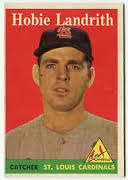 Hobie Landrith
CATCHER ST. LOUIS CARDINALS